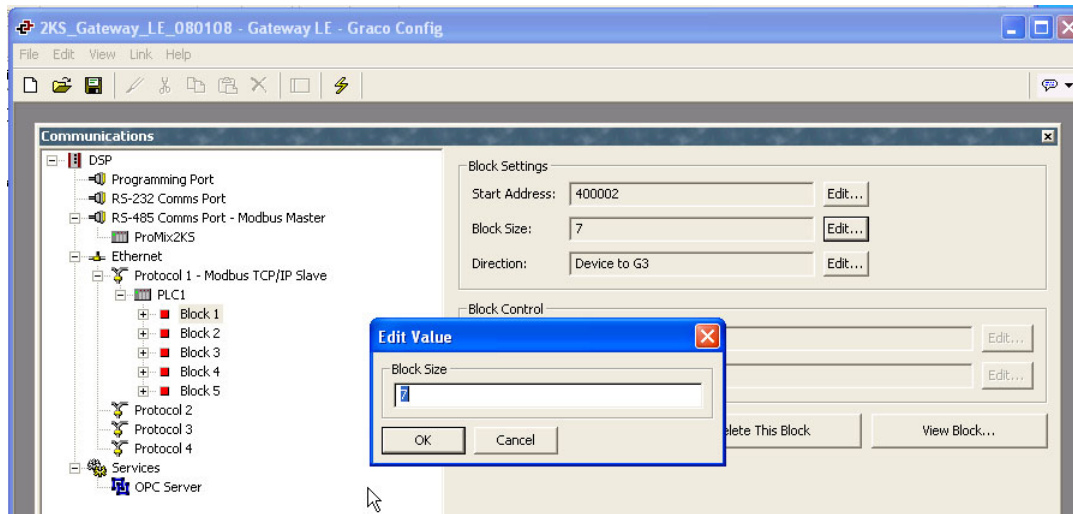 2KS_Gateway_LE_080108 - Gateway LE - Graco Config
File Edit View Link Help
Communications
DSP
Programming Port
RS-232 Comms Port
RS-485 Comms Port - Modbus Master
ProMix2KS
Ethernet
Protocol 1 - Modbus TCP/IP Slave
PLC1
Block 1
Block 2
Block 3
Block 4
Block 5
Protocol 2
Protocol 3
Protocol 4
Services
OPC Server
Block Settings
Start Address: 400002 Edit...
Block Size: 7 Edit...
Direction: Device to G3 Edit...
Block Control
Edit...
Edit...
This Block View Block...
Edit Value
Block Size
7
OK Cancel